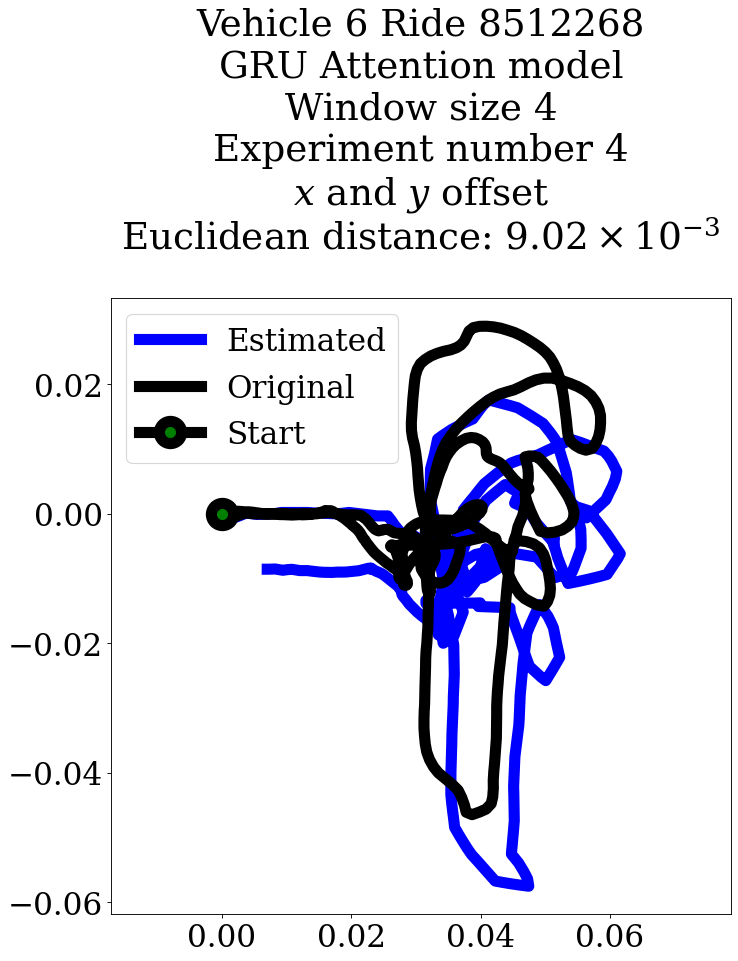 Vehicle 6 Ride 8512268
GRU Attention model
Window size 4
Experiment number 4
x and y offset
Euclidean distance: 9.02 × 10⁻³
Estimated
Original
Start
0.02
0.00
−0.02
−0.04
−0.06
0.00 0.02 0.04 0.06